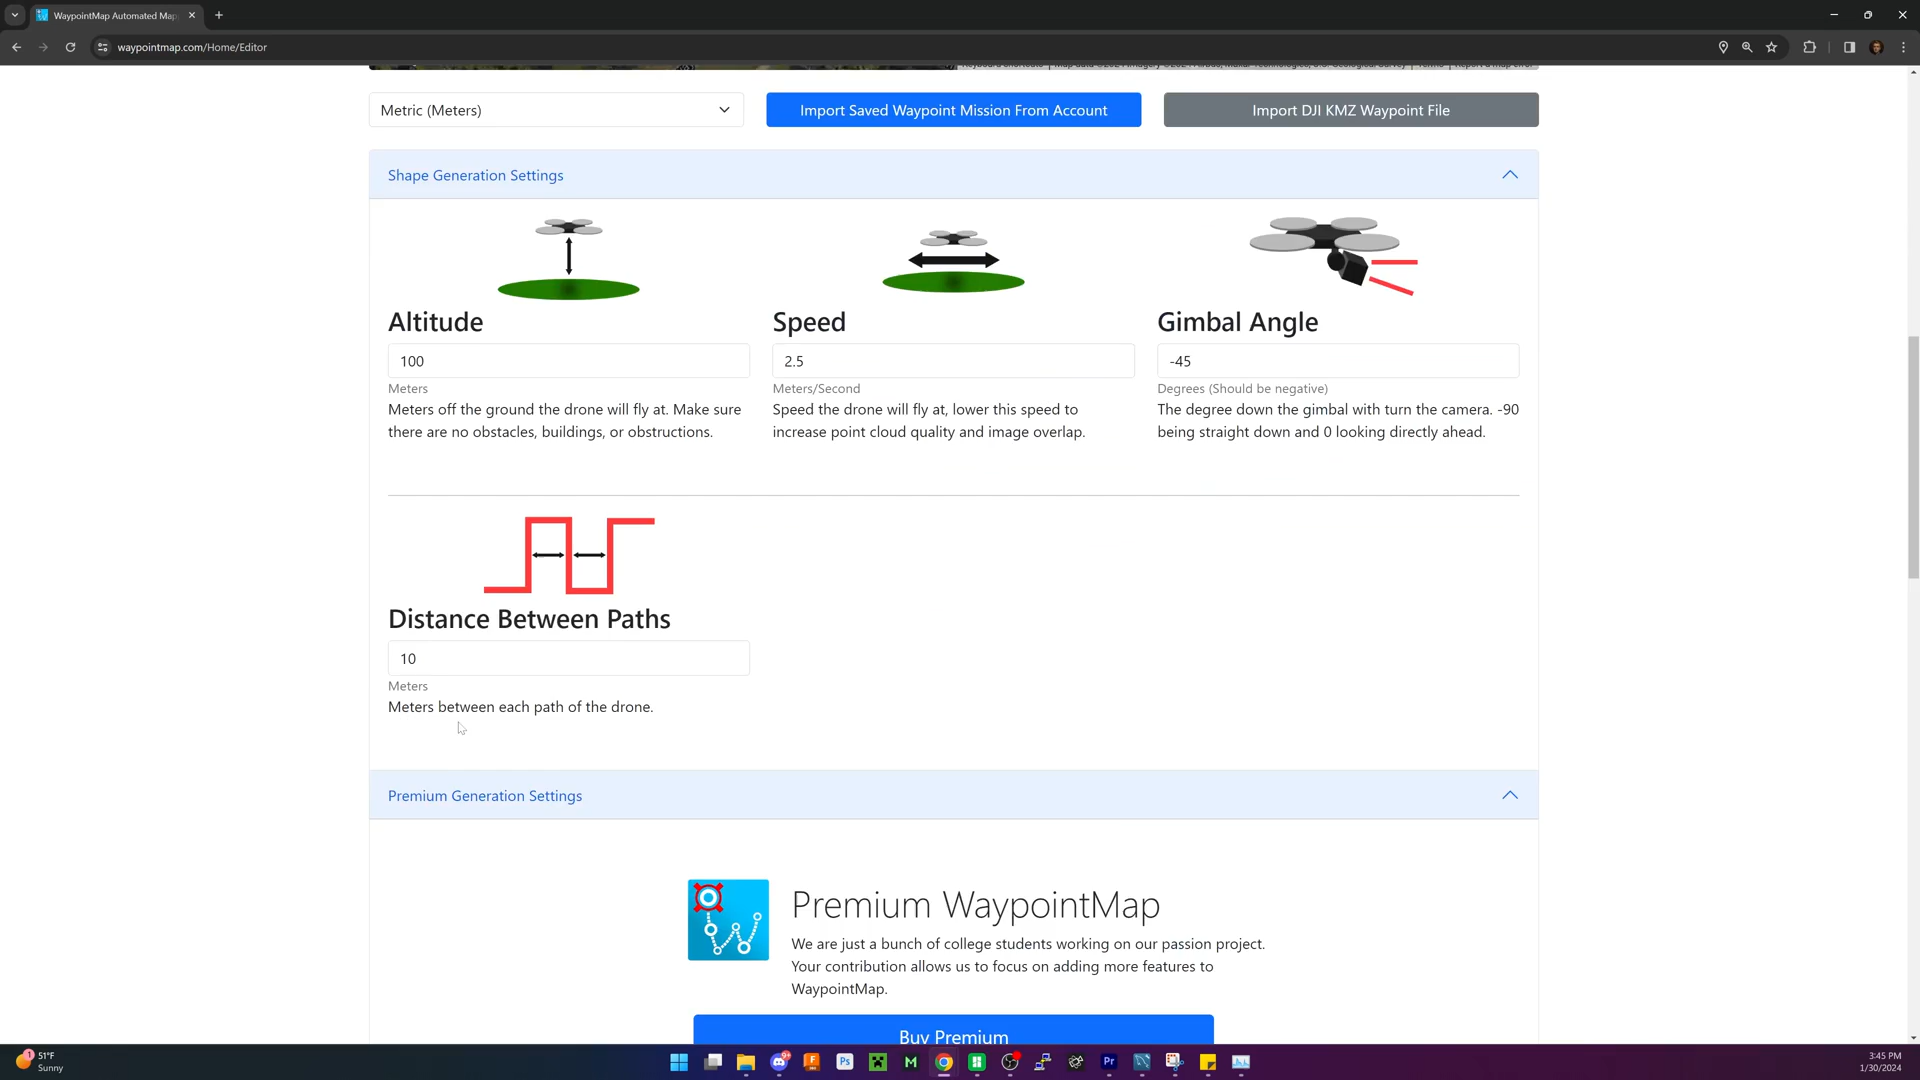 WaypointMap Automated Map
waypointmap.com/Home/Editor
Metric (Meters)
Import Saved Waypoint Mission From Account
Import DJI KMZ Waypoint File
Shape Generation Settings
Altitude
100
Meters
Meters off the ground the drone will fly at. Make sure
there are no obstacles, buildings, or obstructions.
Speed
2.5
Meters/Second
Speed the drone will fly at, lower this speed to
increase point cloud quality and image overlap.
Gimbal Angle
-45
Degrees (Should be negative)
The degree down the gimbal with turn the camera. -90
being straight down and 0 looking directly ahead.
Distance Between Paths
10
Meters
Meters between each path of the drone.
Premium Generation Settings
Premium WaypointMap
We are just a bunch of college students working on our passion project.
Your contribution allows us to focus on adding more features to
WaypointMap.
Buy Premium
1
51°F
Sunny
Ps
M
Pr
3:45 PM
1/30/2024